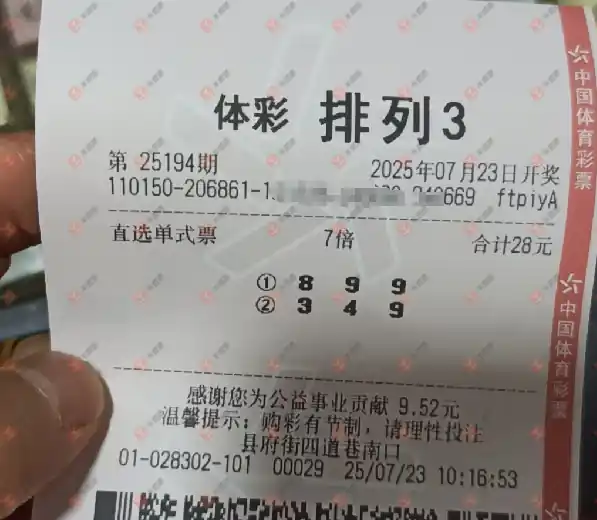 体彩 排列3
第 25194期 2025年07月23日开奖
110150-206861-1 669 ftpiyA
直选单式票 7倍 合计28元
① 8 9 9
② 3 4 9
感谢您为公益事业贡献 9.52元
温馨提示：购彩有节制，请理性投注
县府街四道巷南口
01-028302-101 00029 25/07/23 10:16:53
中国体育彩票
中国体育彩票
中国